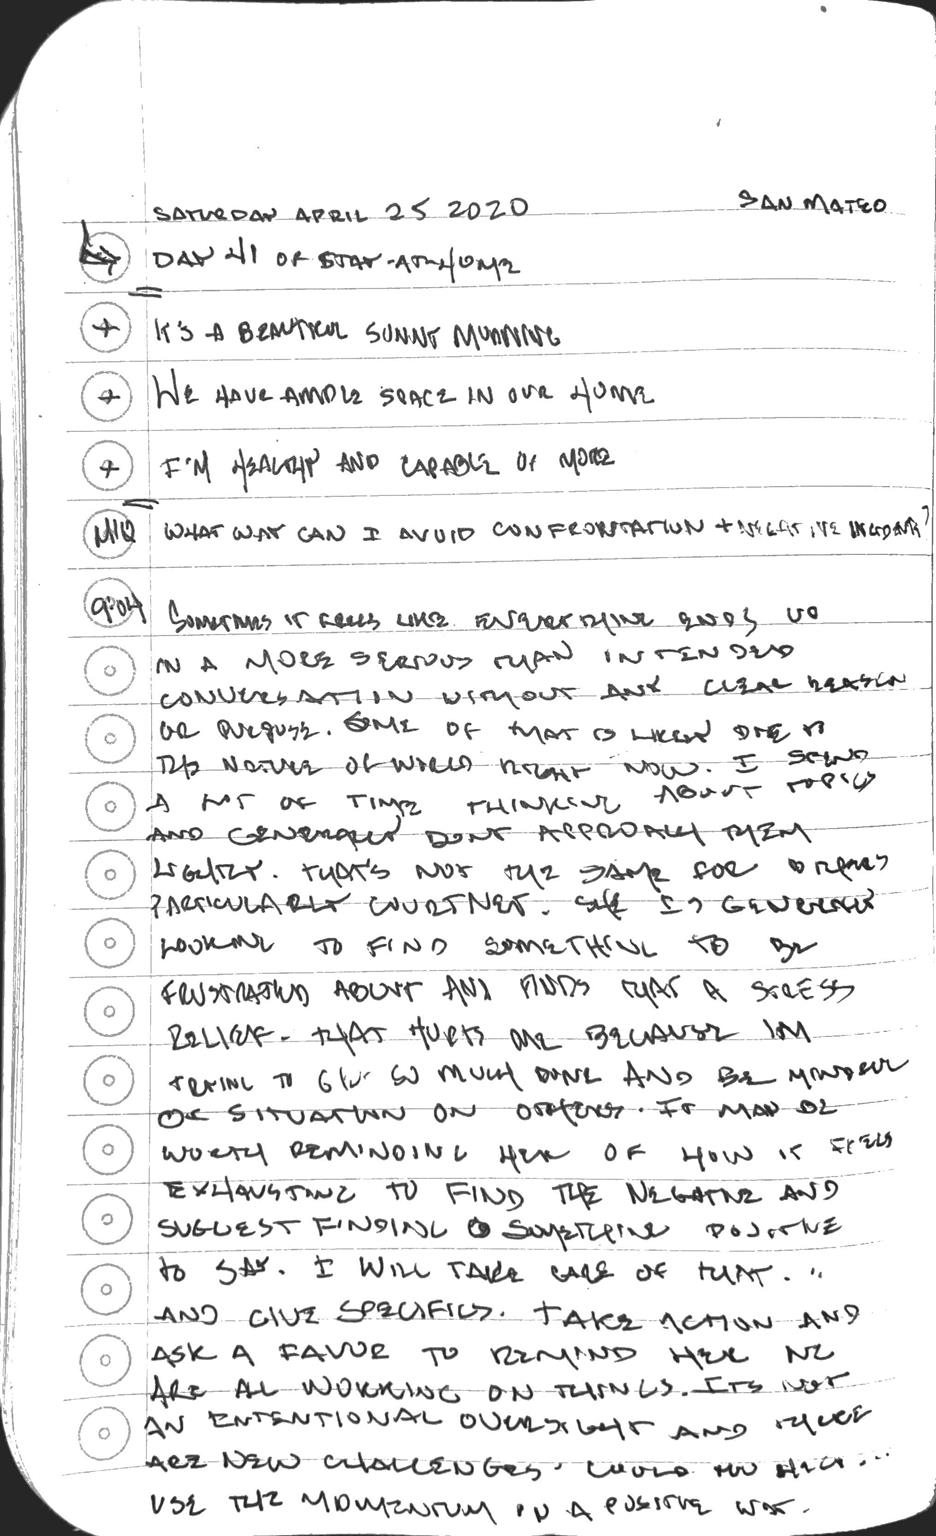 SATURDAY APRIL 25 2020 SAN MATEO
DAY 41 OF STAY-AT-HOME
+ IT'S A BEAUTIFUL SUNNY MORNING
+ WE HAVE AMPLE SPACE IN OUR HOME
+ I'M HEALTHY AND CAPABLE OF MORE
MIQ WHAT WAY CAN I AVOID CONFRONTATION + NEGATIVE INCIDENTS?
9:04 SOMETIMES IT FEELS LIKE EVERYTHING ENDS UP
IN A MORE SERIOUS THAN INTENDED
CONVERSATION WITHOUT ANY CLEAR REASON
OR PURPOSE. SOME OF THAT IS LIKELY DUE TO
THE NATURE OF WORLD RIGHT NOW. I SPEND
A LOT OF TIME THINKING ABOUT TOPICS
AND GENERALLY DON'T APPROACH THEM
LIGHTLY. THAT'S NOT THE SAME FOR OTHERS
PARTICULARLY COURTNEY. SHE IS GENERALLY
LOOKING TO FIND SOMETHING TO BE
FRUSTRATED ABOUT AND FINDS THAT A STRESS
RELIEF. THAT HURTS ME BECAUSE IM
TRYING TO GIVE SO MUCH MORE AND BE MINDFUL
OF SITUATION ON OTHERS. IT MAY BE
WORTH REMINDING HER OF HOW IT FEELS
EXHAUSTING TO FIND THE NEGATIVE AND
SUGGEST FINDING SOMETHING POSITIVE
TO SAY. I WILL TAKE CARE OF THAT...
AND GIVE SPECIFICS. TAKE ACTION AND
ASK A FAVOR TO REMIND HER WE
ARE ALL WORKING ON THINGS. ITS NOT
AN ENTENTIONAL OVERSIGHT AND THERE
ARE NEW CHALLENGES. COULD YOU HELP...
USE THE MOMENTUM IN A POSITIVE WAY.